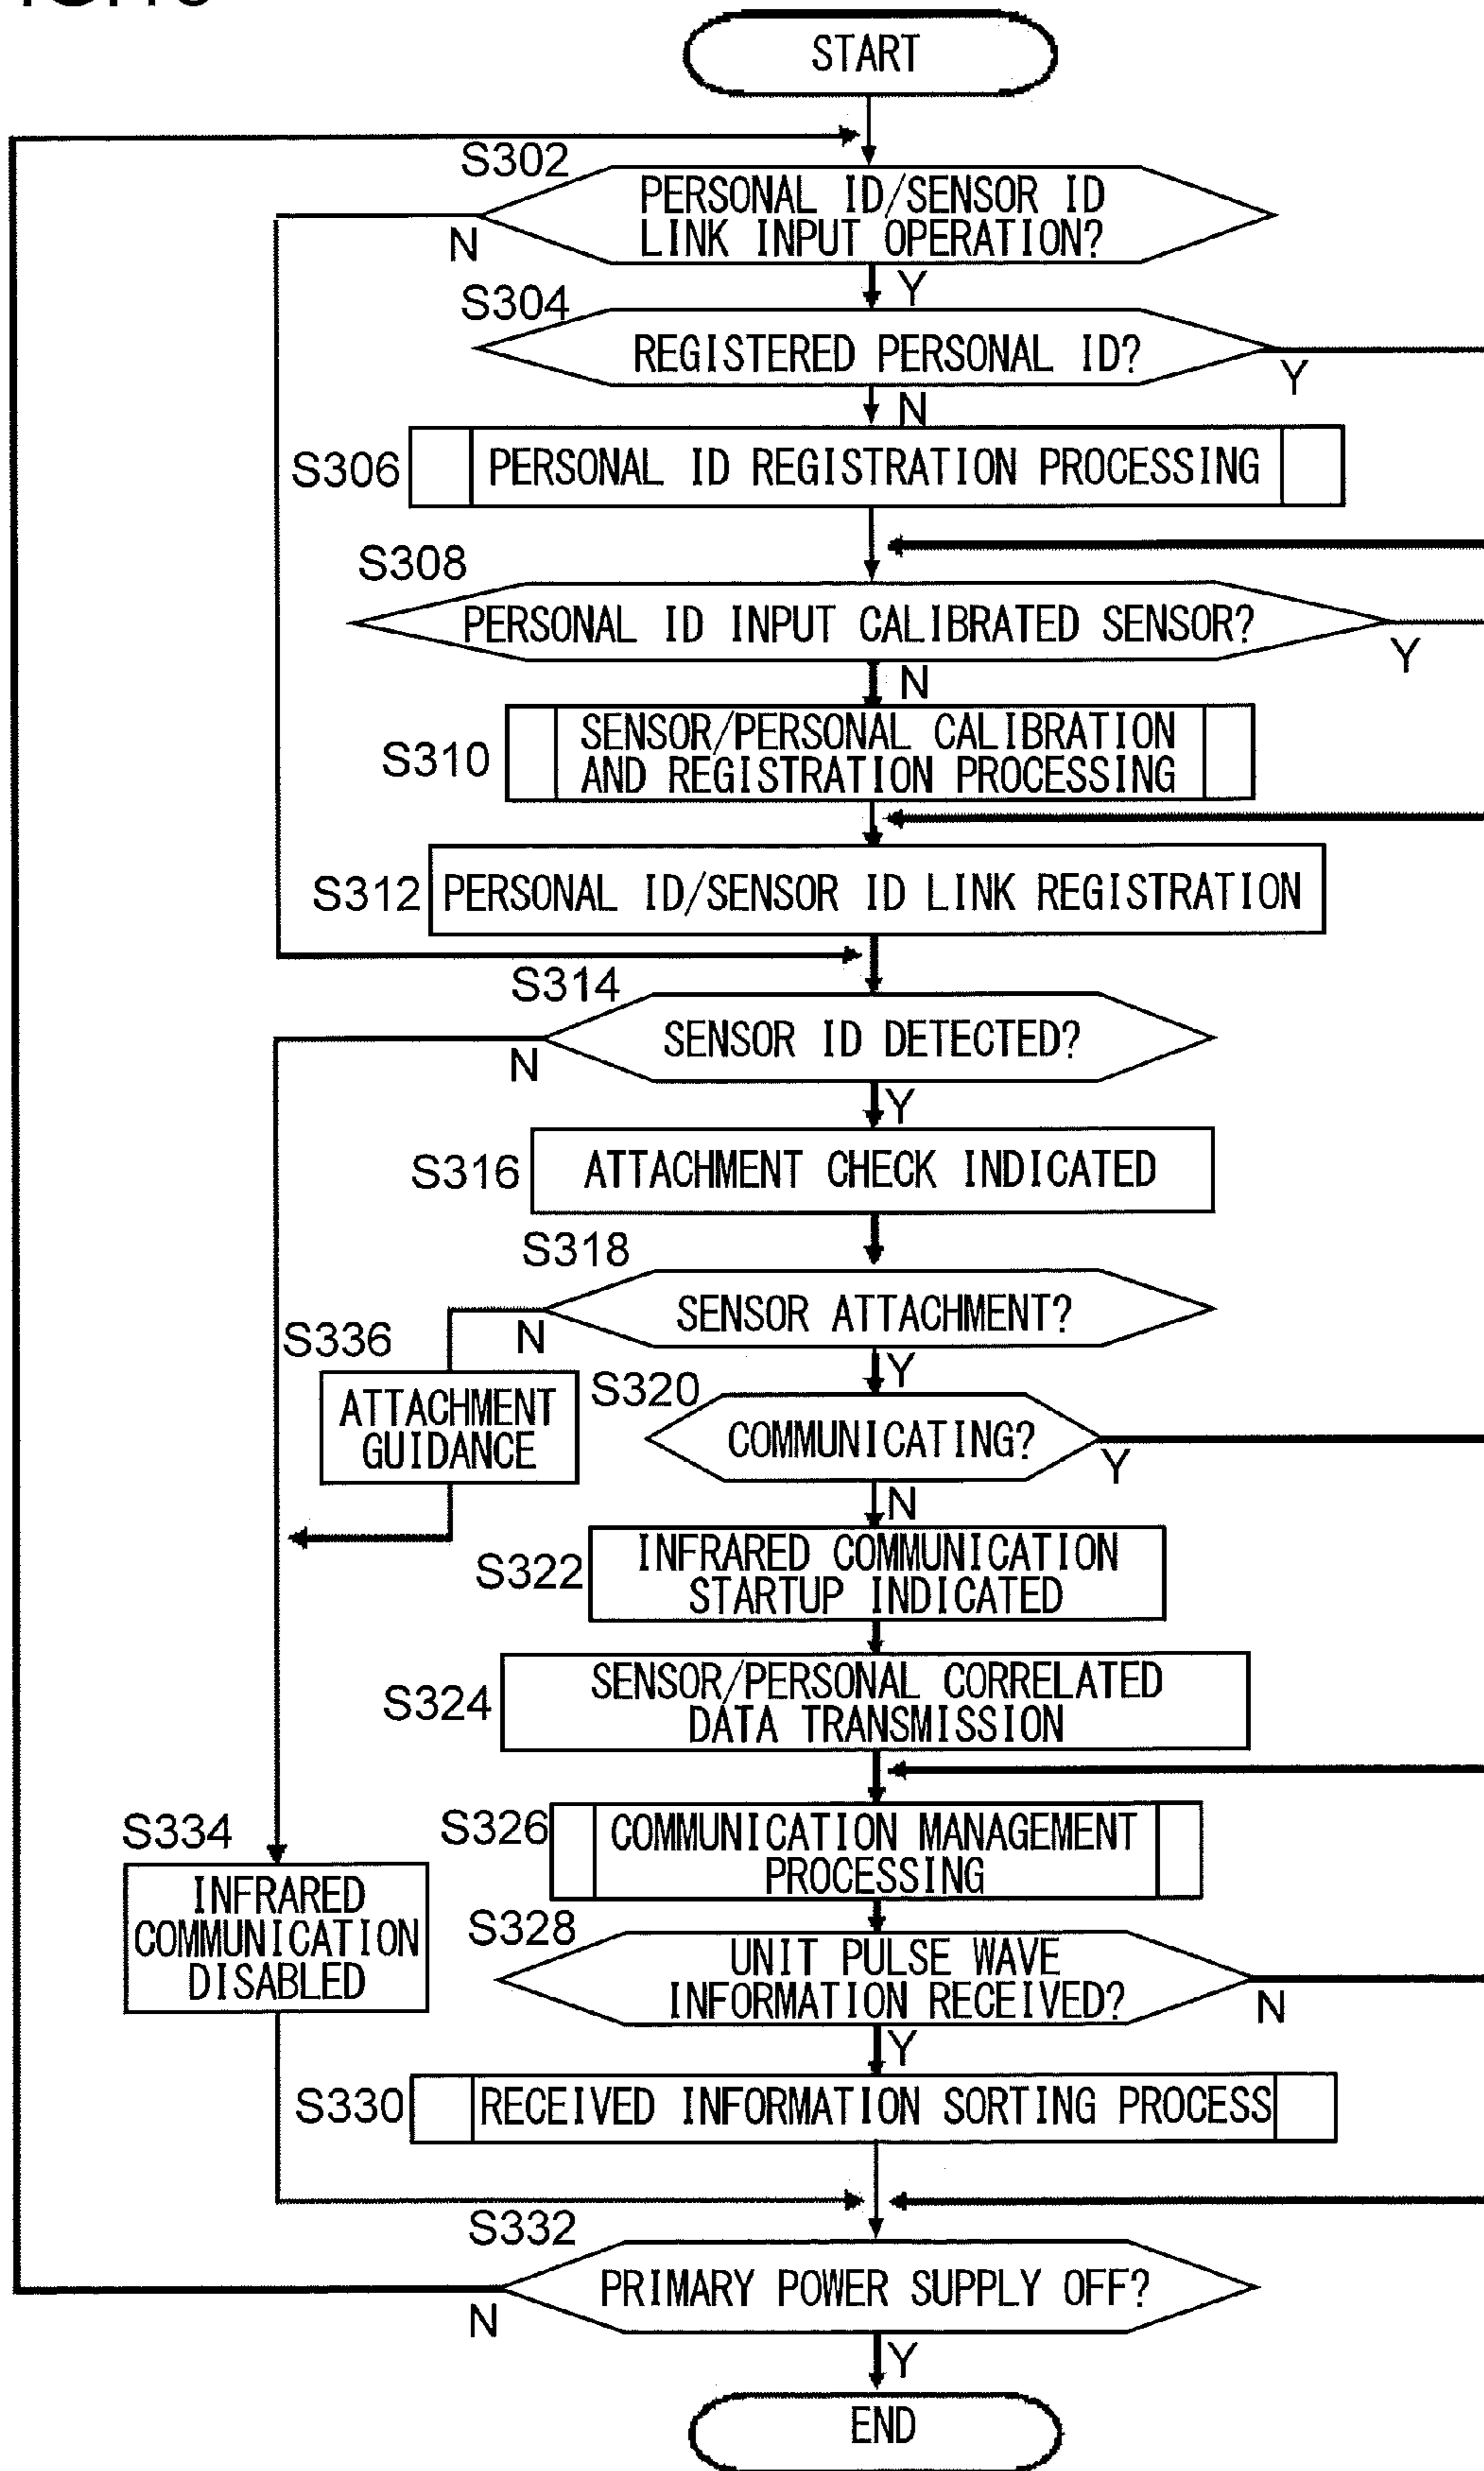 START
S302
PERSONAL ID/SENSOR ID
LINK INPUT OPERATION?
N
Y
S304
REGISTERED PERSONAL ID?
Y
N
S306
PERSONAL ID REGISTRATION PROCESSING
S308
PERSONAL ID INPUT CALIBRATED SENSOR?
Y
N
S310
SENSOR/PERSONAL CALIBRATION
AND REGISTRATION PROCESSING
S312
PERSONAL ID/SENSOR ID LINK REGISTRATION
S314
SENSOR ID DETECTED?
N
Y
S316
ATTACHMENT CHECK INDICATED
S318
SENSOR ATTACHMENT?
N
Y
S336
ATTACHMENT
GUIDANCE
S320
COMMUNICATING?
Y
N
S322
INFRARED COMMUNICATION
STARTUP INDICATED
S324
SENSOR/PERSONAL CORRELATED
DATA TRANSMISSION
S334
INFRARED
COMMUNICATION
DISABLED
S326
COMMUNICATION MANAGEMENT
PROCESSING
S328
UNIT PULSE WAVE
INFORMATION RECEIVED?
N
Y
S330
RECEIVED INFORMATION SORTING PROCESS
S332
PRIMARY POWER SUPPLY OFF?
N
Y
END